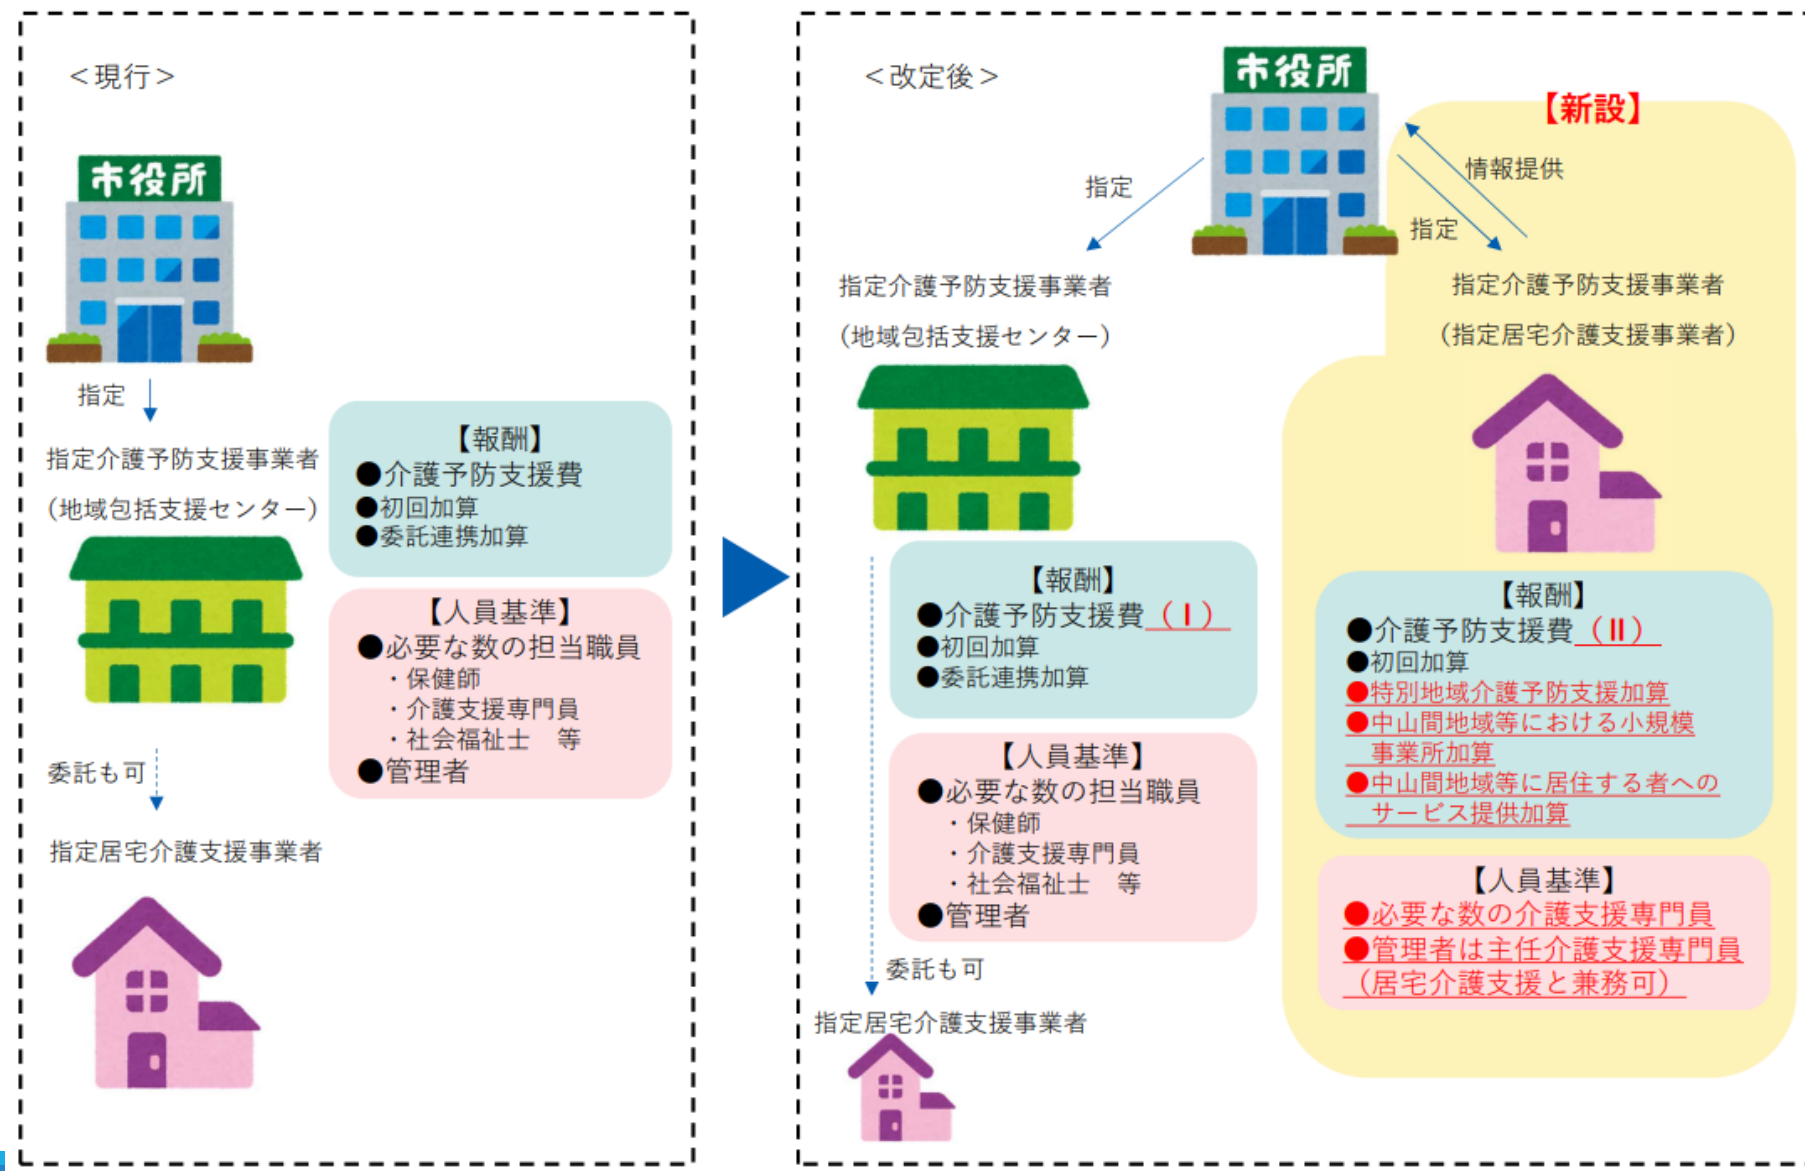 ＜現行＞
市役所
指定
指定介護予防支援事業者
（地域包括支援センター）
【報酬】
●介護予防支援費
●初回加算
●委託連携加算
【人員基準】
●必要な数の担当職員
・保健師
・介護支援専門員
・社会福祉士　等
●管理者
委託も可
指定居宅介護支援事業者
＜改定後＞
市役所
指定
指定介護予防支援事業者
（地域包括支援センター）
【報酬】
●介護予防支援費（Ⅰ）
●初回加算
●委託連携加算
【人員基準】
●必要な数の担当職員
・保健師
・介護支援専門員
・社会福祉士　等
●管理者
委託も可
指定居宅介護支援事業者
【新設】
情報提供
指定
指定介護予防支援事業者
（指定居宅介護支援事業者）
【報酬】
●介護予防支援費（Ⅱ）
●初回加算
●特別地域介護予防支援加算
●中山間地域等における小規模
事業所加算
●中山間地域等に居住する者への
サービス提供加算
【人員基準】
●必要な数の介護支援専門員
●管理者は主任介護支援専門員
（居宅介護支援と兼務可）